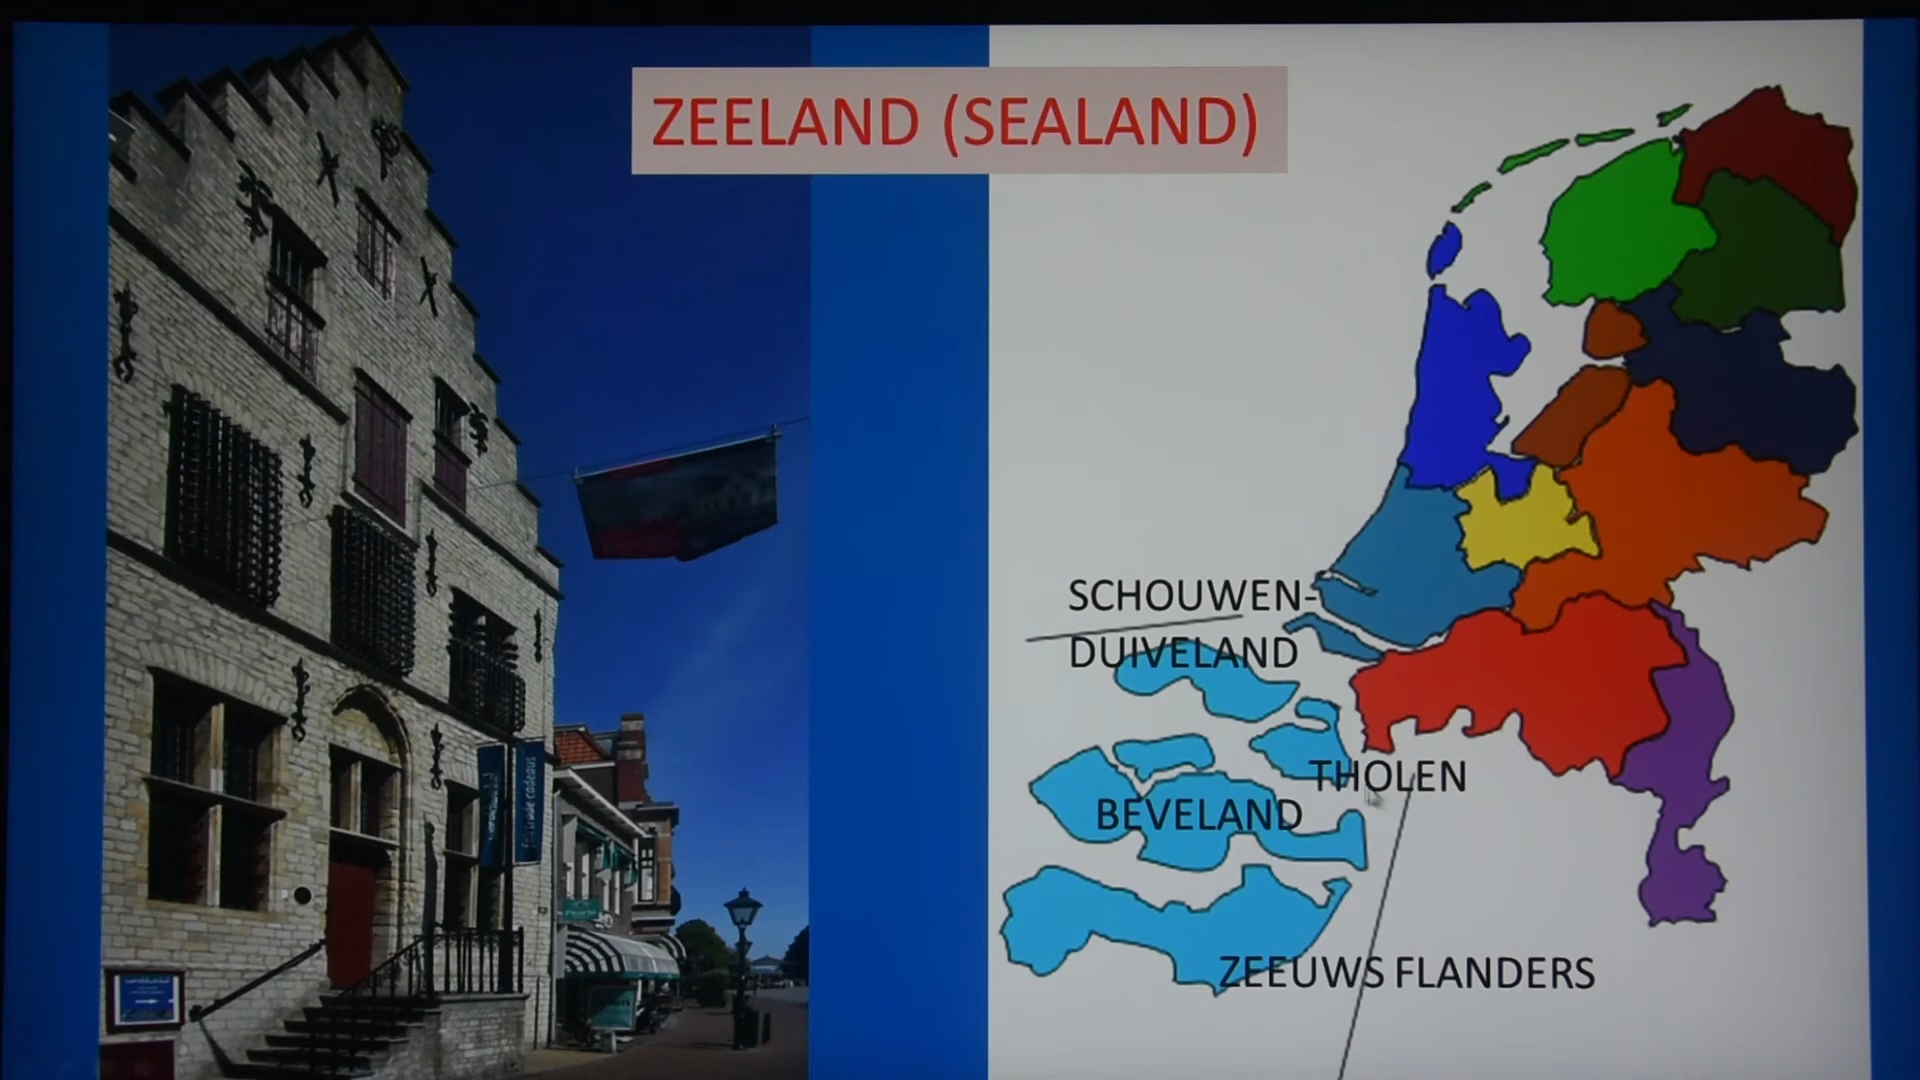 ZEELAND (SEALAND)
SCHOUWEN-
DUIVELAND
THOLEN
BEVELAND
ZEEUWS FLANDERS